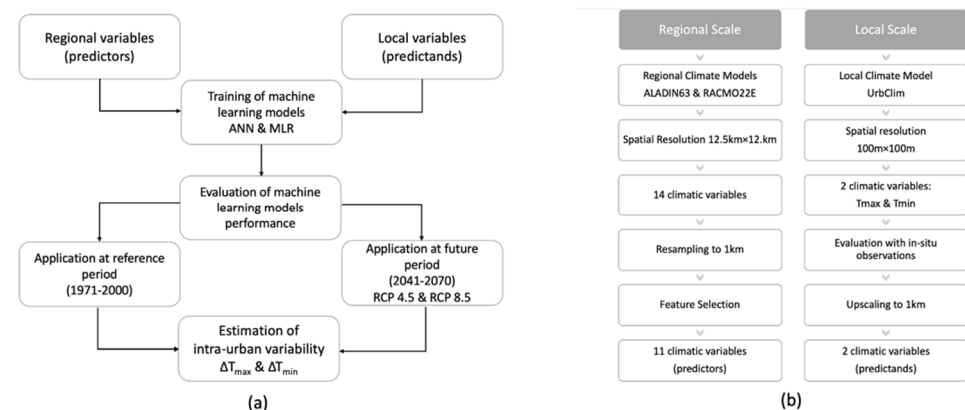 Regional variables
(predictors)
Local variables
(predictands)
Training of machine
learning models
ANN & MLR
Evaluation of machine
learning models
performance
Application at reference
period
(1971-2000)
Application at future
period
(2041-2070)
RCP 4.5 & RCP 8.5
Estimation of
intra-urban variability
ΔTmax & ΔTmin
(a)
Regional Scale
Regional Climate Models
ALADIN63 & RACMO22E
Spatial Resolution 12.5km×12.km
14 climatic variables
Resampling to 1km
Feature Selection
11 climatic variables
(predictors)
Local Scale
Local Climate Model
UrbClim
Spatial resolution
100m×100m
2 climatic variables:
Tmax & Tmin
Evaluation with in-situ
observations
Upscaling to 1km
2 climatic variables
(predictands)
(b)